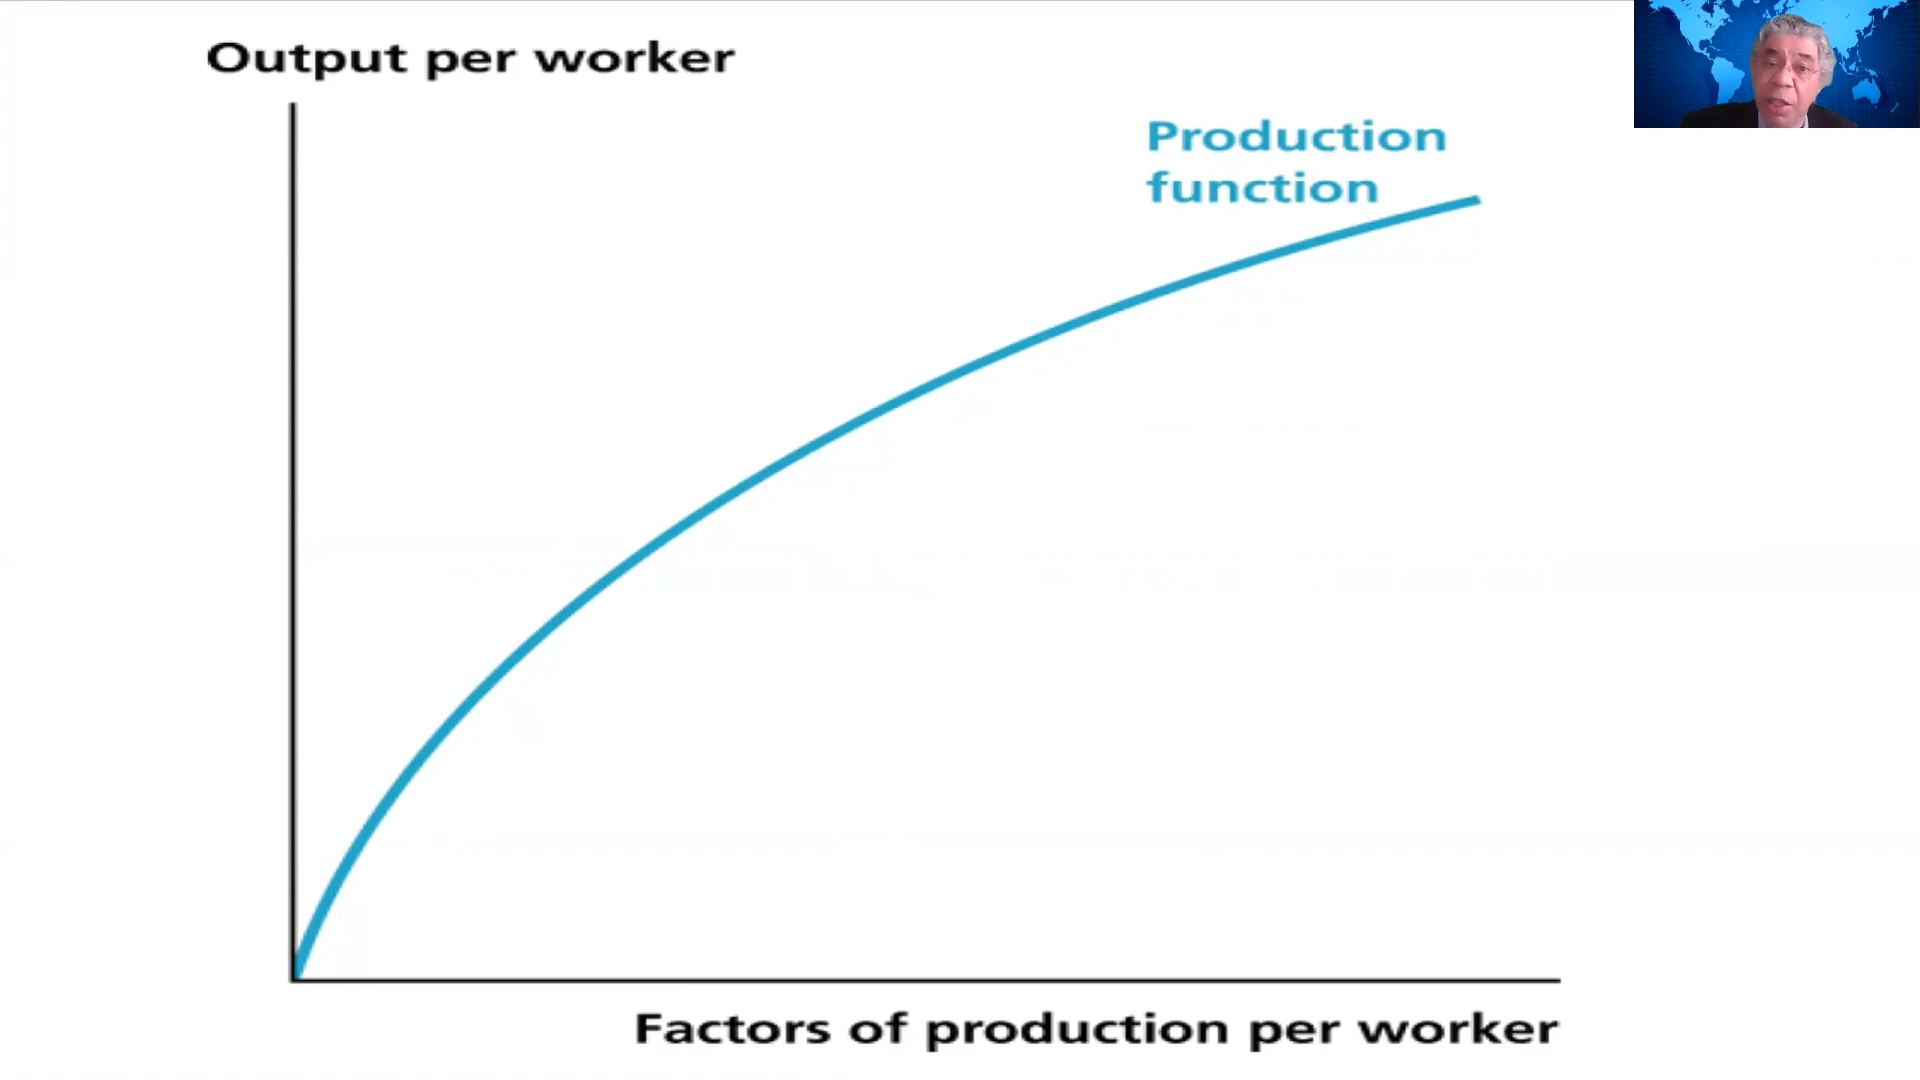 Output per worker
Production
function
Factors of production per worker